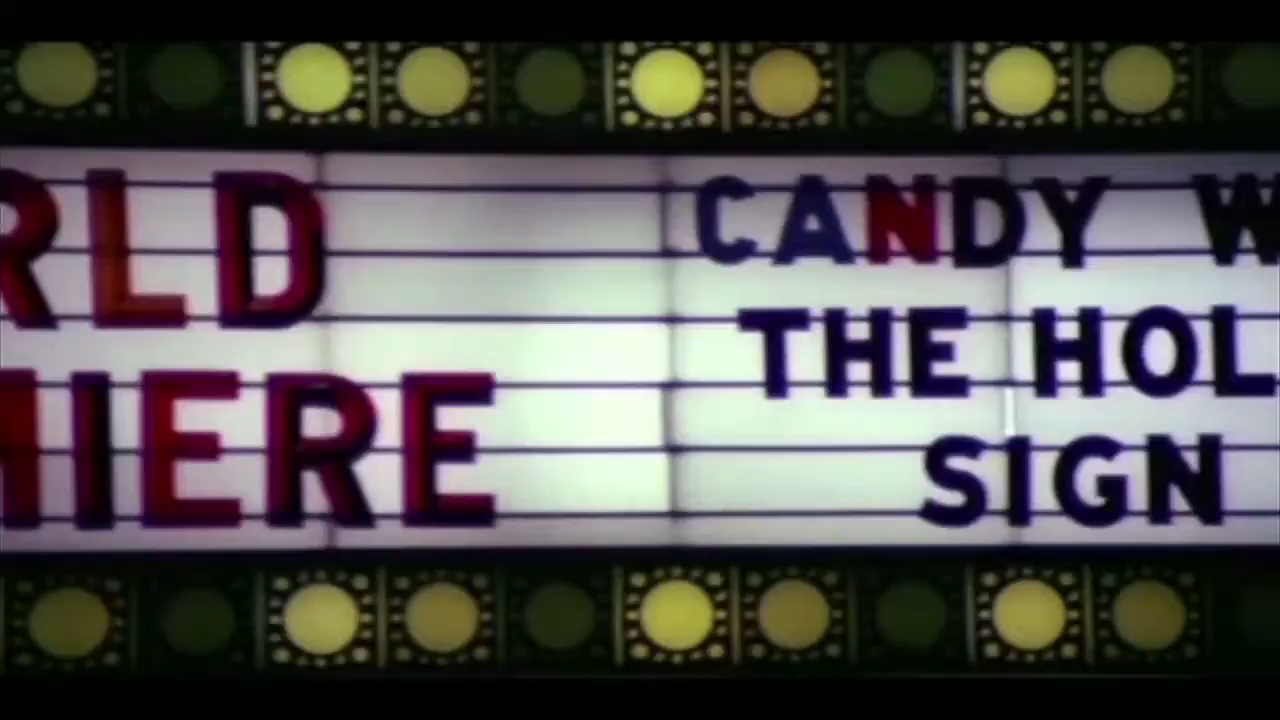 RLD
MIERE
CANDY W
THE HOL
SIGN